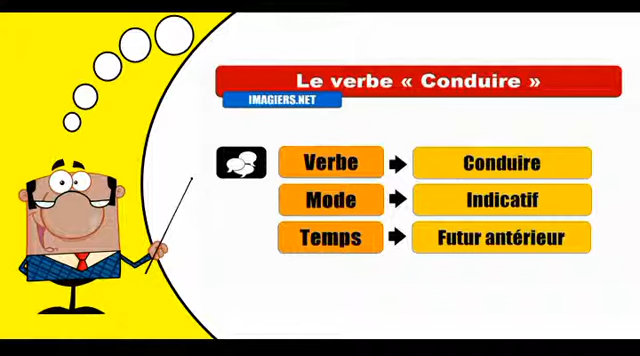 Le verbe « Conduire »
IMAGIERS.NET
Verbe Conduire
Mode Indicatif
Temps Futur antérieur